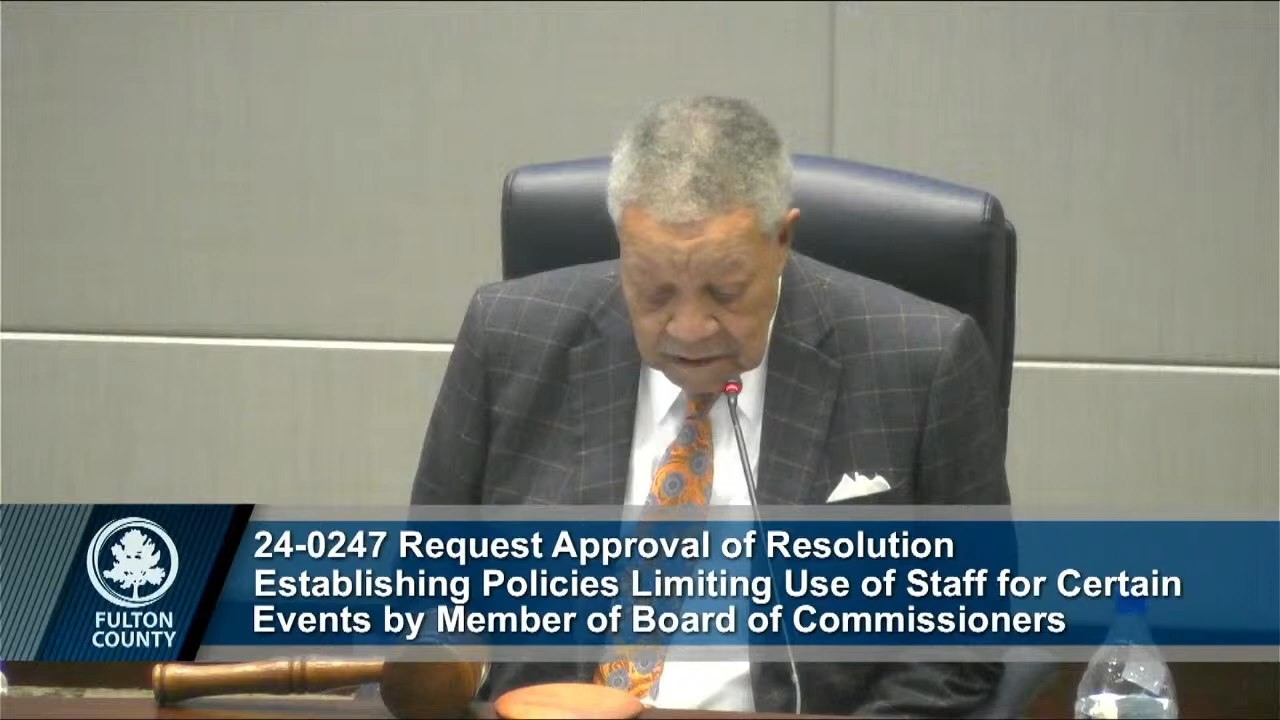 24-0247 Request Approval of Resolution
Establishing Policies Limiting Use of Staff for Certain
Events by Member of Board of Commissioners
FULTON
COUNTY